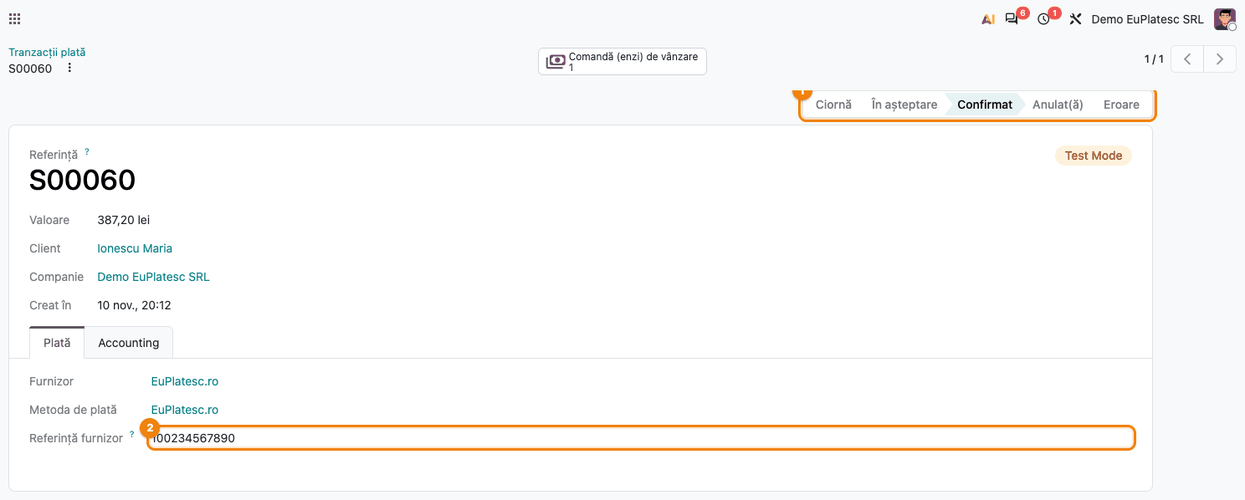 AI 6 1 Demo EuPlatesc SRL
Tranzacții plată
S00060
Comandă (enzi) de vânzare
1
1 / 1
1
Ciornă În așteptare Confirmat Anulat(ă) Eroare
Referință ?
Test Mode
S00060
Valoare 387,20 lei
Client Ionescu Maria
Companie Demo EuPlatesc SRL
Creat în 10 nov., 20:12
Plată Accounting
Furnizor EuPlatesc.ro
Metoda de plată EuPlatesc.ro
2
Referință furnizor ? 100234567890